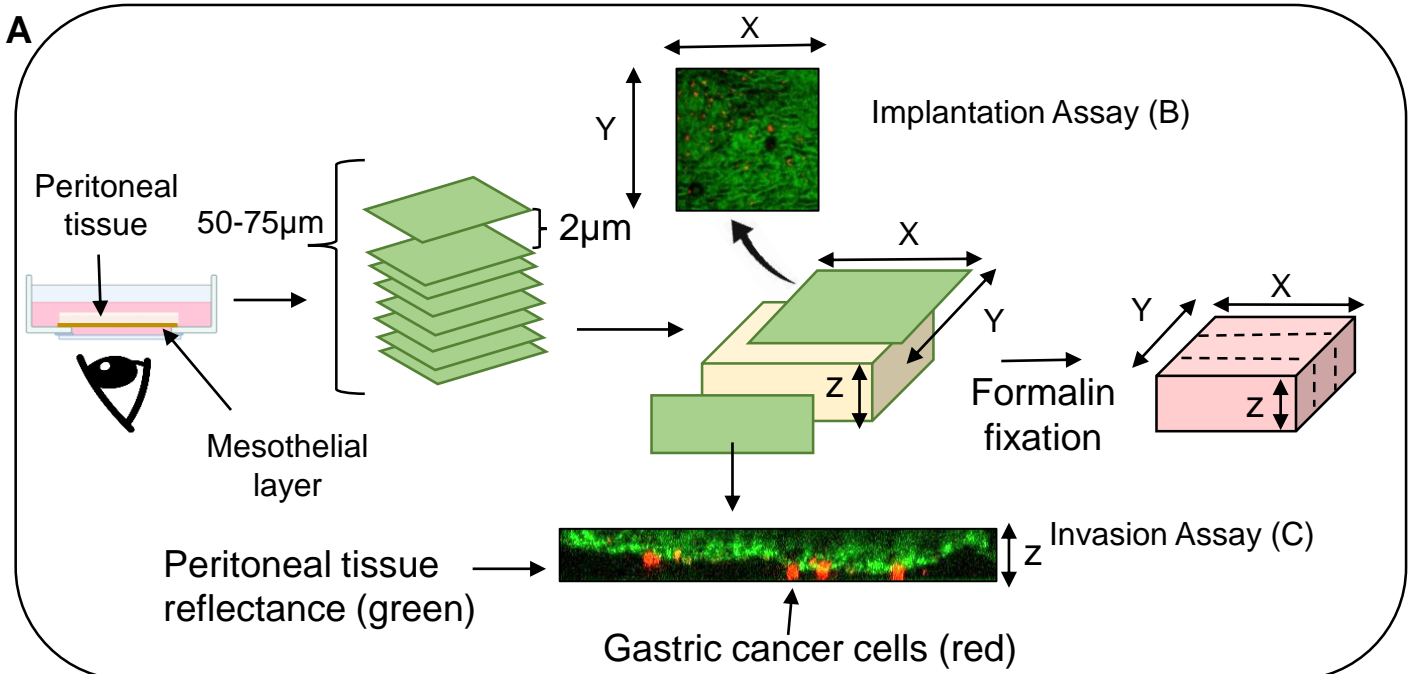 A
X
Y
Implantation Assay (B)
Peritoneal
tissue
50-75µm
2µm
X
Y
Z
Mesothelial
layer
Formalin
fixation
X
Y
Z
Peritoneal tissue
reflectance (green)
Z
Invasion Assay (C)
Gastric cancer cells (red)